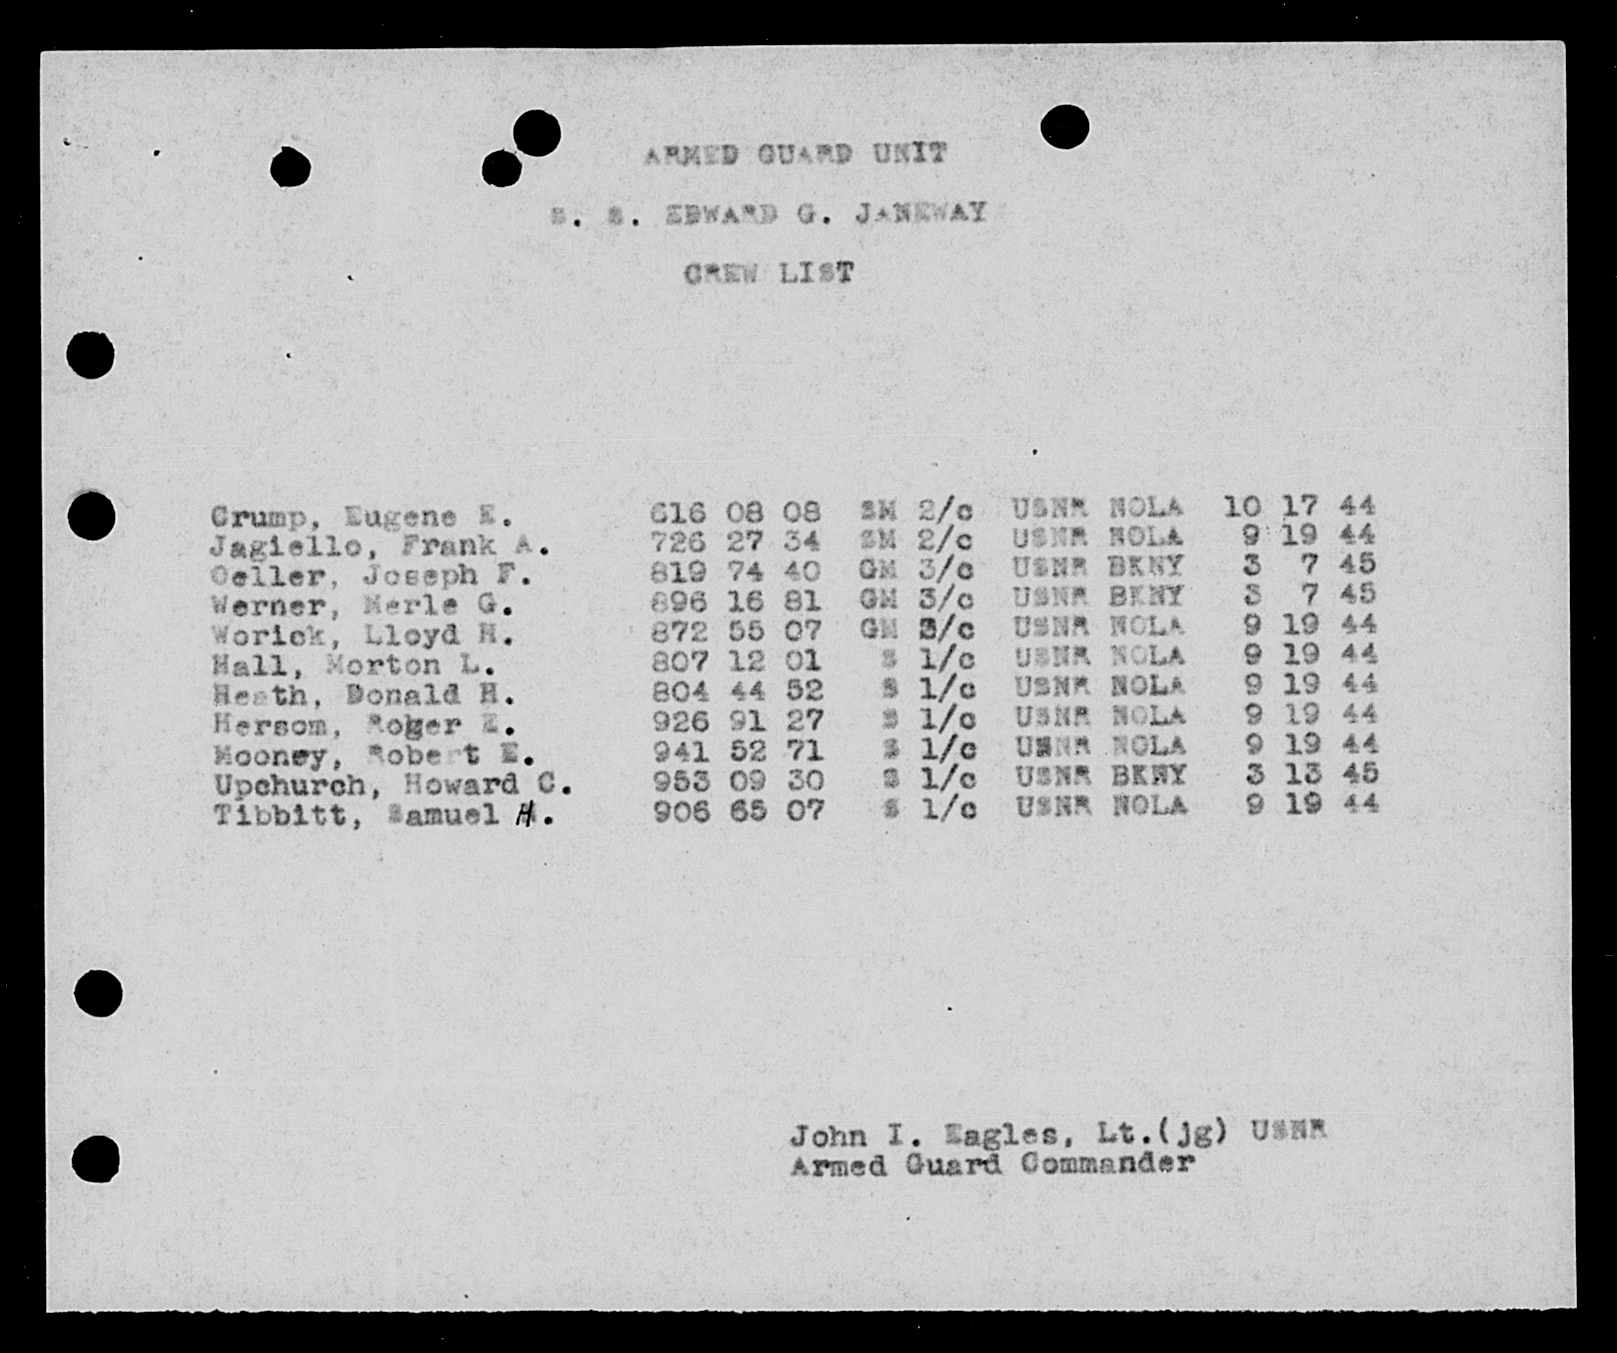 ARMED GUARD UNIT
S. S. EDWARD G. JANEWAY
CREW LIST
Crump, Eugene E. 616 08 08 SM 2/c USNR NOLA 10 17 44
Jagiello, Frank A. 726 27 34 SM 2/c USNR NOLA 9 19 44
Oeller, Joseph F. 819 74 40 GM 3/c USNR BKNY 3 7 45
Werner, Merle G. 896 16 81 GM 3/c USNR BKNY 3 7 45
Worick, Lloyd H. 872 55 07 GM 3/c USNR NOLA 9 19 44
Hall, Morton L. 807 12 01 S 1/c USNR NOLA 9 19 44
Heath, Donald H. 804 44 52 S 1/c USNR NOLA 9 19 44
Hersom, Roger E. 926 91 27 S 1/c USNR NOLA 9 19 44
Mooney, Robert E. 941 52 71 S 1/c USNR NOLA 9 19 44
Upchurch, Howard C. 953 09 30 S 1/c USNR BKNY 3 13 45
Tibbitt, Samuel H. 906 65 07 S 1/c USNR NOLA 9 19 44
John I. Eagles, Lt.(jg) USNR
Armed Guard Commander